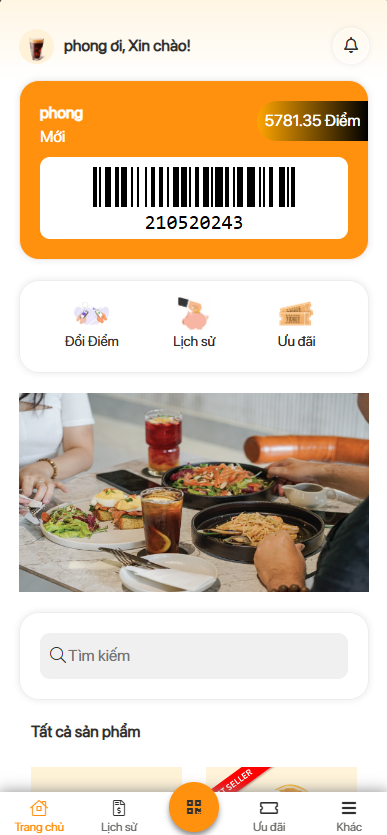 phong ơi, Xin chào!
phong
5781.35 Điểm
Mới
210520243
Đổi Điểm
Lịch sử
Ưu đãi
Tìm kiếm
Tất cả sản phẩm
SELLER
Trang chủ
Lịch sử
Ưu đãi
Khác